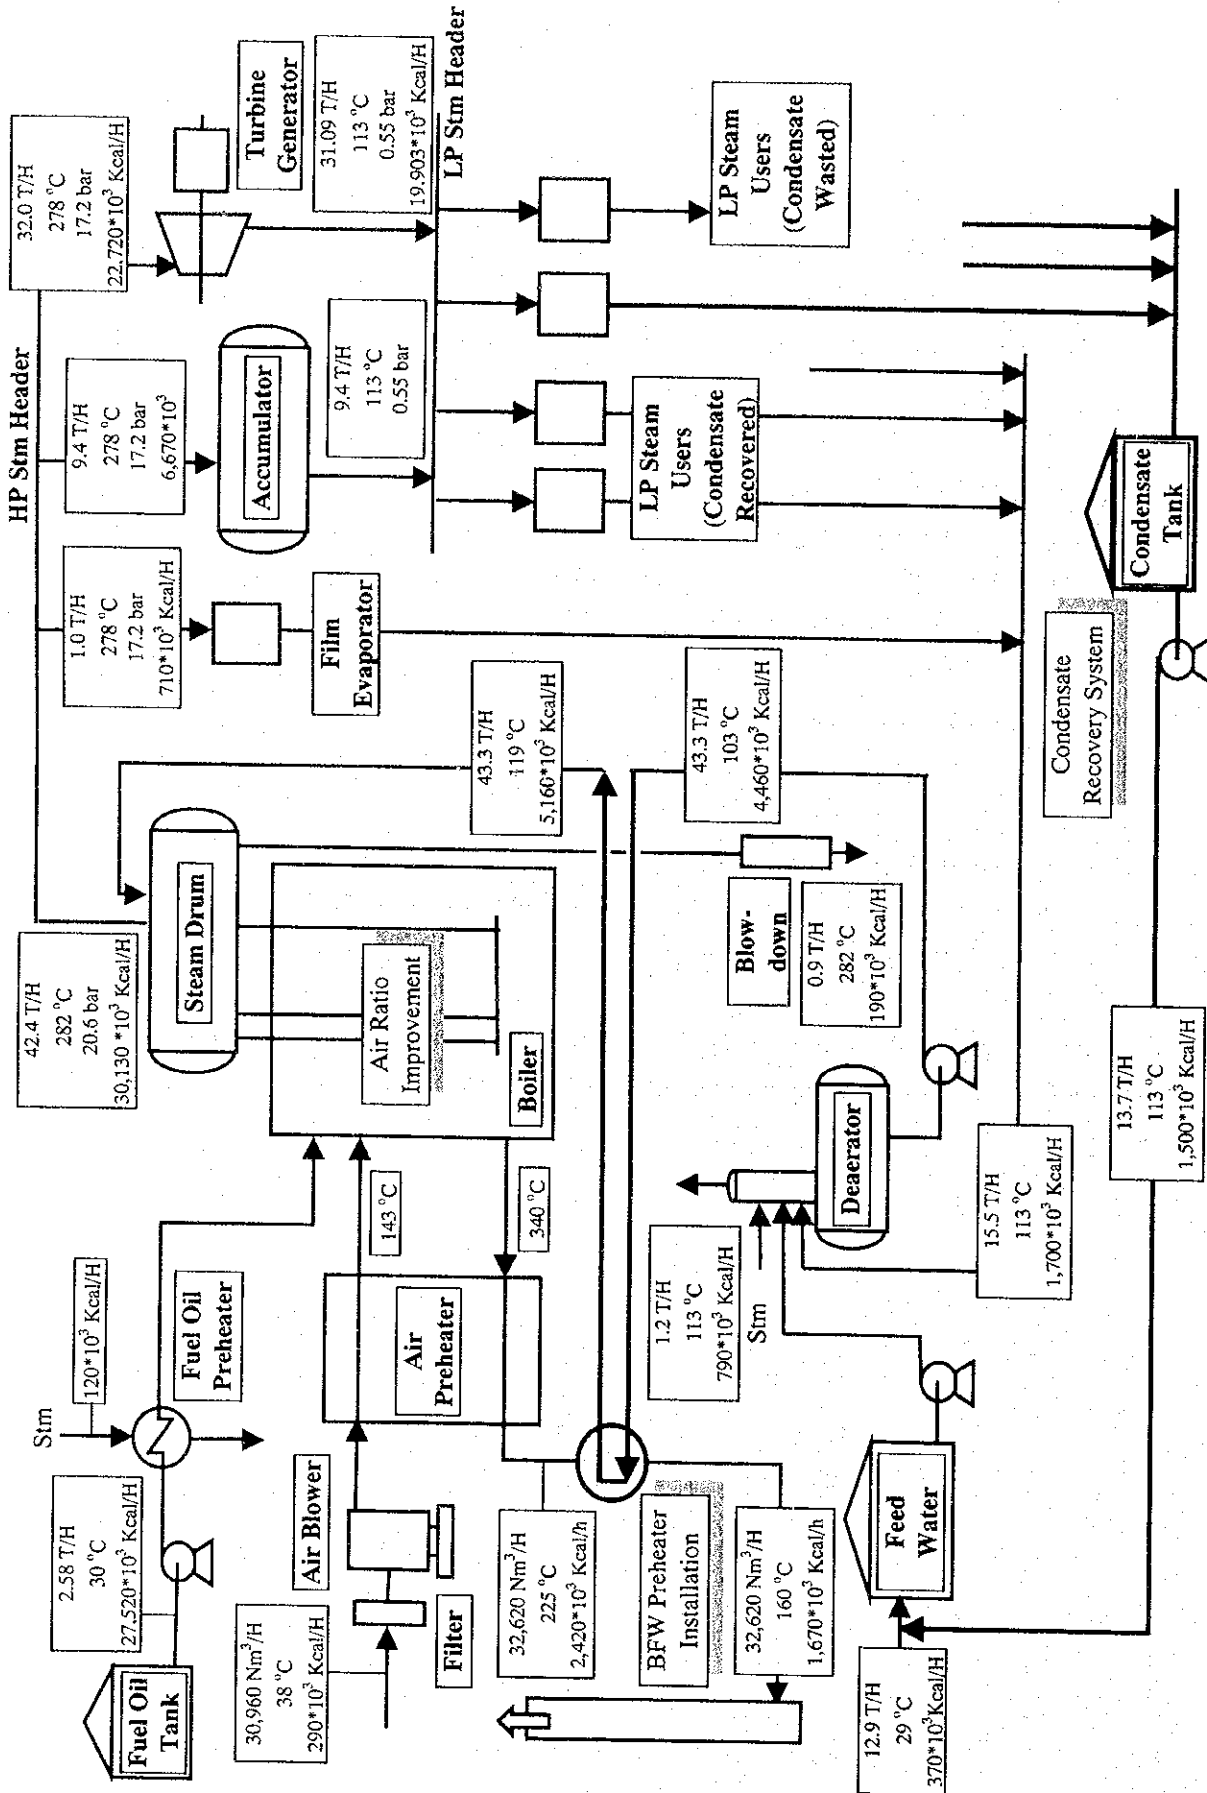 HP Stm Header
42.4 T/H
282 °C
20.6 bar
30,130 *10³ Kcal/H
1.0 T/H
278 °C
17.2 bar
710*10³ Kcal/H
9.4 T/H
278 °C
17.2 bar
6,670*10³
32.0 T/H
278 °C
17.2 bar
22,720*10³ Kcal/H
Turbine
Generator
31.09 T/H
113 °C
0.55 bar
19.903*10³ Kcal/H
LP Stm Header
Accumulator
9.4 T/H
113 °C
0.55 bar
Film
Evaporator
LP Steam
Users
(Condensate
Recovered)
LP Steam
Users
(Condensate
Wasted)
Stm
120*10³ Kcal/H
Fuel Oil
Preheater
2.58 T/H
30 °C
27,520*10³ Kcal/H
Fuel Oil
Tank
Steam Drum
Air Ratio
Improvement
Boiler
143 °C
340 °C
Air
Preheater
Air Blower
Filter
30,960 Nm³/H
38 °C
290*10³ Kcal/H
32,620 Nm³/H
225 °C
2,420*10³ Kcal/h
BFW Preheater
Installation
32,620 Nm³/H
160 °C
1,670*10³ Kcal/h
43.3 T/H
119 °C
5,160*10³ Kcal/H
43.3 T/H
103 °C
4,460*10³ Kcal/H
Blow-
down
0.9 T/H
282 °C
190*10³ Kcal/H
Deaerator
1.2 T/H
113 °C
790*10³ Kcal/H
Stm
Feed
Water
12.9 T/H
29 °C
370*10³Kcal/H
15.5 T/H
113 °C
1,700*10³ Kcal/H
13.7 T/H
113 °C
1,500*10³ Kcal/H
Condensate
Recovery System
Condensate
Tank